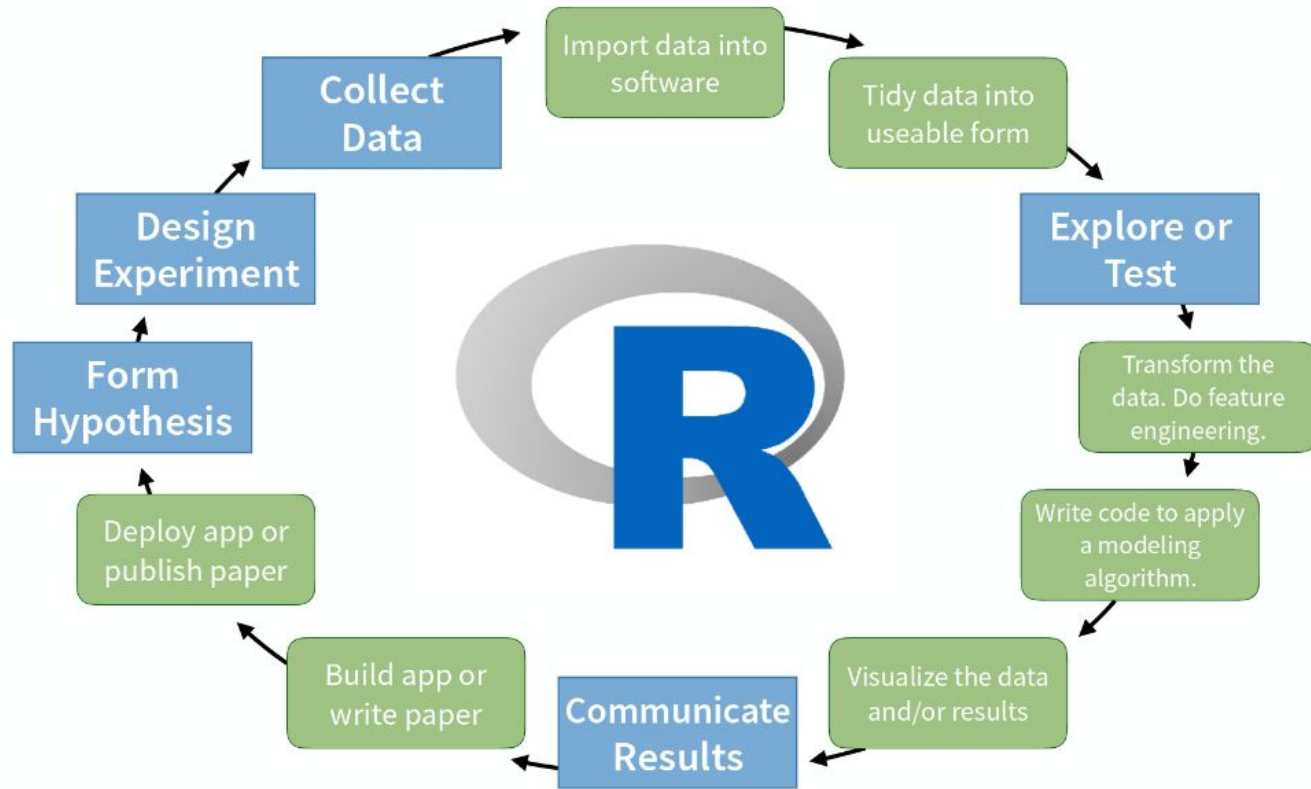 Import data into
software
Collect
Data
Tidy data into
useable form
Design
Experiment
Explore or
Test
R
Form
Hypothesis
Transform the
data. Do feature
engineering.
Deploy app or
publish paper
Write code to apply
a modeling
algorithm.
Build app or
write paper
Communicate
Results
Visualize the data
and/or results